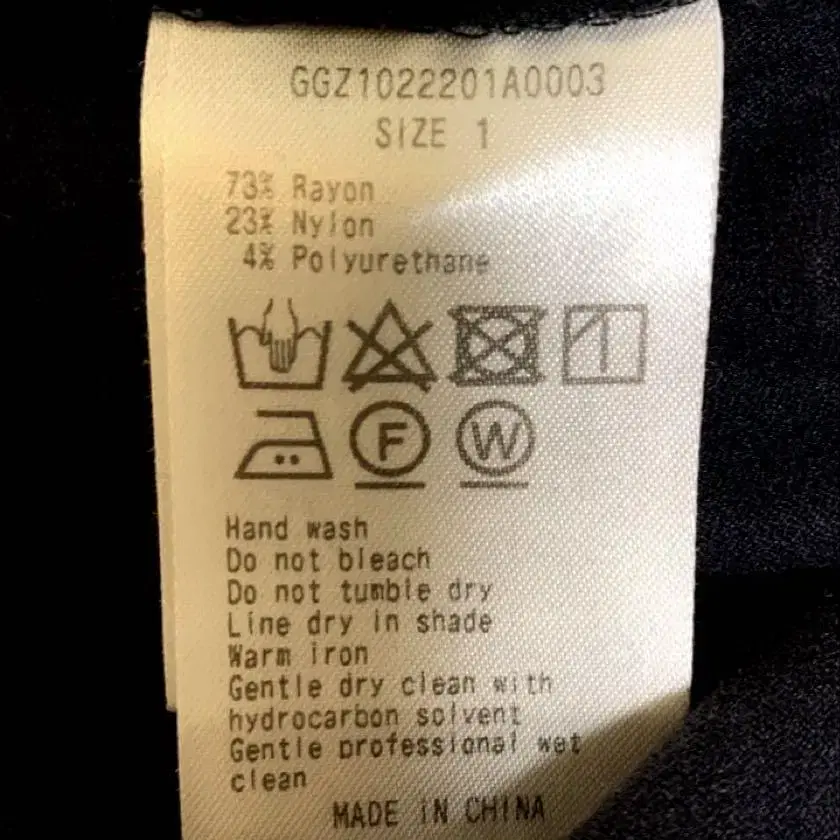 GGZ1022201A0003
SIZE 1
73% Rayon
23% Nylon
4% Polyurethane
F W
Hand wash
Do not bleach
Do not tumble dry
Line dry in shade
Warm iron
Gentle dry clean with
hydrocarbon solvent
Gentle professional wet
clean
MADE IN CHINA